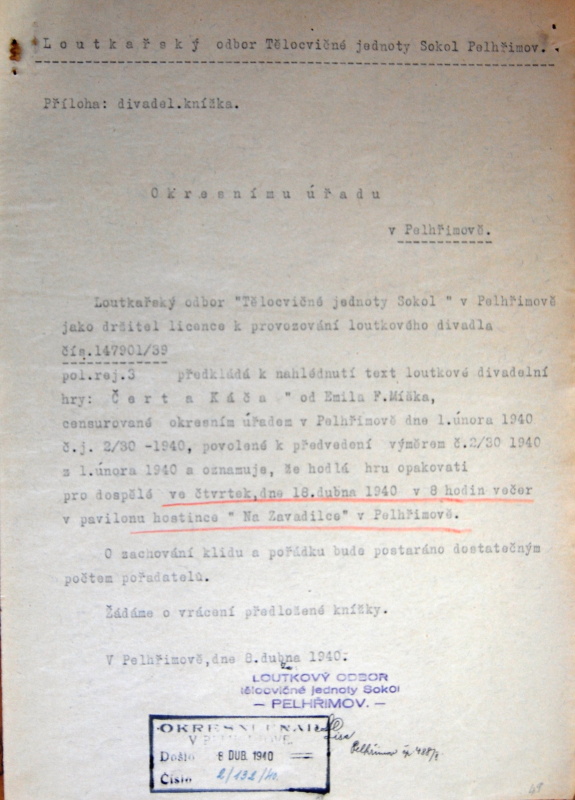 Loutkařský odbor Tělocvičné jednoty Sokol Pelhřimov.
Příloha: divadel.knížka.
Okresnímu úřadu
v Pelhřimově.
Loutkařský odbor "Tělocvičné jednoty Sokol " v Pelhřimově
jako držitel licence k provozování loutkového divadla
čís.147901/39
pol.rej.3 předkládá k nahlédnutí text loutkové divadelní
hry: Čert a Káča " od Emila F.Míška,
censurované okresním úřadem v Pelhřimově dne 1.února 1940
č.j. 2/30 -1940, povolené k předvedení výměrem č.2/30 1940
z 1.února 1940 a oznamuje, že hodlá hru opakovati
pro dospělé ve čtvrtek,dne 18.dubna 1940 v 8 hodin večer
v pavilonu hostince " Na Zavadilce" v Pelhřimově.
O zachování klidu a pořádku bude postaráno dostatečným
počtem pořadatelů.
Žádáme o vrácení předložené knížky.
V Pelhřimově,dne 8.dubna 1940.
LOUTKOVÝ ODBOR
tělocvičné jednoty Sokol
— PELHŘIMOV. —
OKRESNÍ ÚŘAD
V PELHŘIMOVĚ
Došlo 8 DUB. 1940
Číslo 2/132/40.
Pelhřimov čp